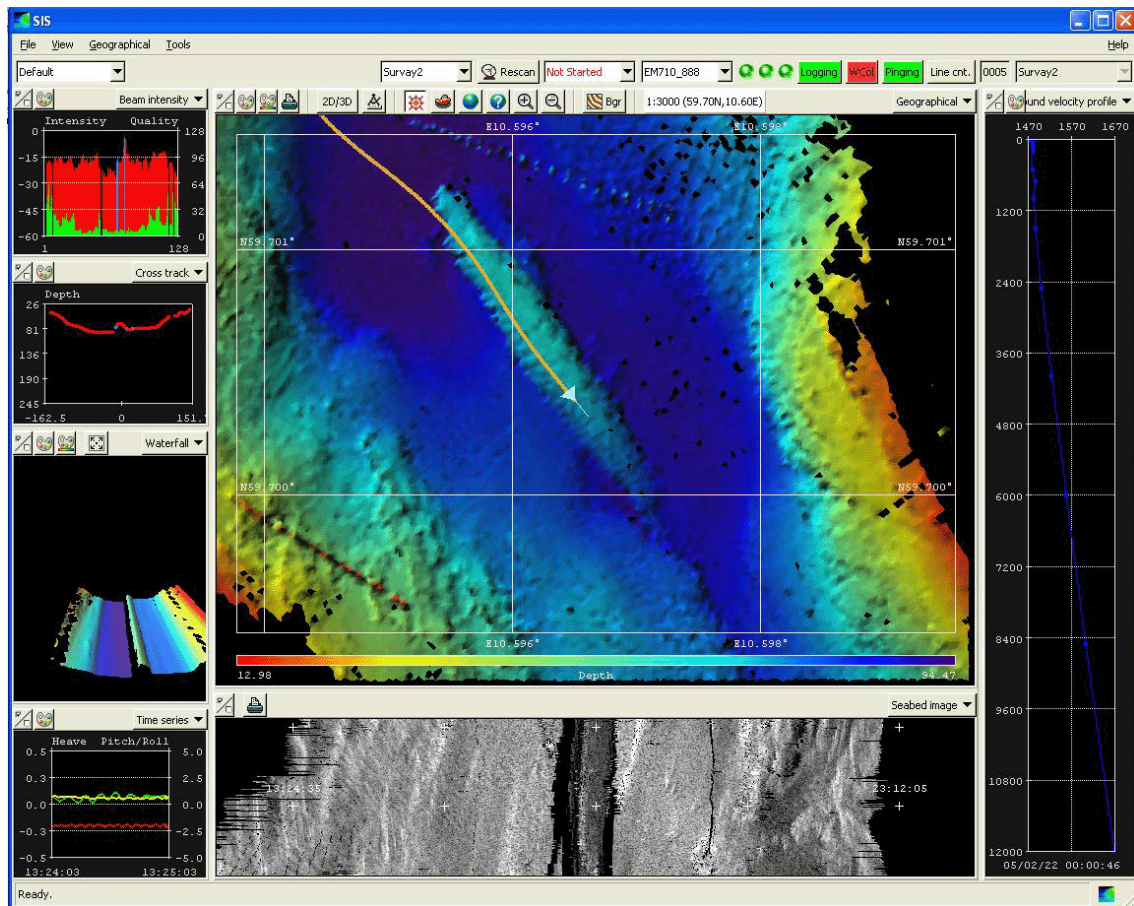 SIS
File View Geographical Tools Help
Default Survay2 Rescan Not Started EM710_888 Logging WCol Pinging Line cnt. 0005 Survay2
Beam intensity
Intensity Quality
0 128
-15 96
-30 64
-45 32
-60 0
1 128
Cross track
Depth
26
81
136
190
245
-162.5 0 151.
Waterfall
Time series
Heave Pitch/Roll
0.5 5.0
0.3 2.5
0.0 0.0
-0.3 -2.5
-0.5 -5.0
13:24:03 13:25:03
2D/3D Bgr 1:3000 (59.70N,10.60E) Geographical
E10.596° E10.598°
N59.701° N59.701°
N59.700° N59.700°
E10.596° E10.598°
12.98 Depth 94.47
Seabed image
13:24:35 23:12:05
ound velocity profile
1470 1570 1670
0
1200
2400
3600
4800
6000
7200
8400
9600
10800
12000
05/02/22 00:00:46
Ready.